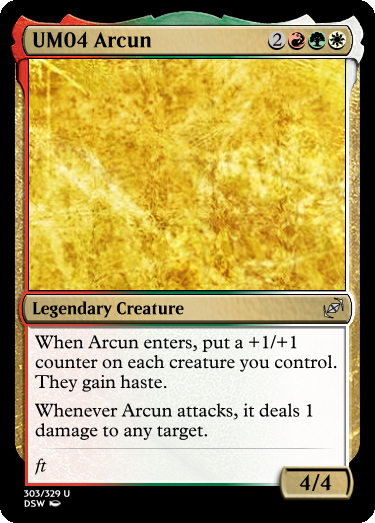 UM04 Arcun 2
Legendary Creature
When Arcun enters, put a +1/+1
counter on each creature you control.
They gain haste.
Whenever Arcun attacks, it deals 1
damage to any target.
ft
4/4
303/329 U
DSW